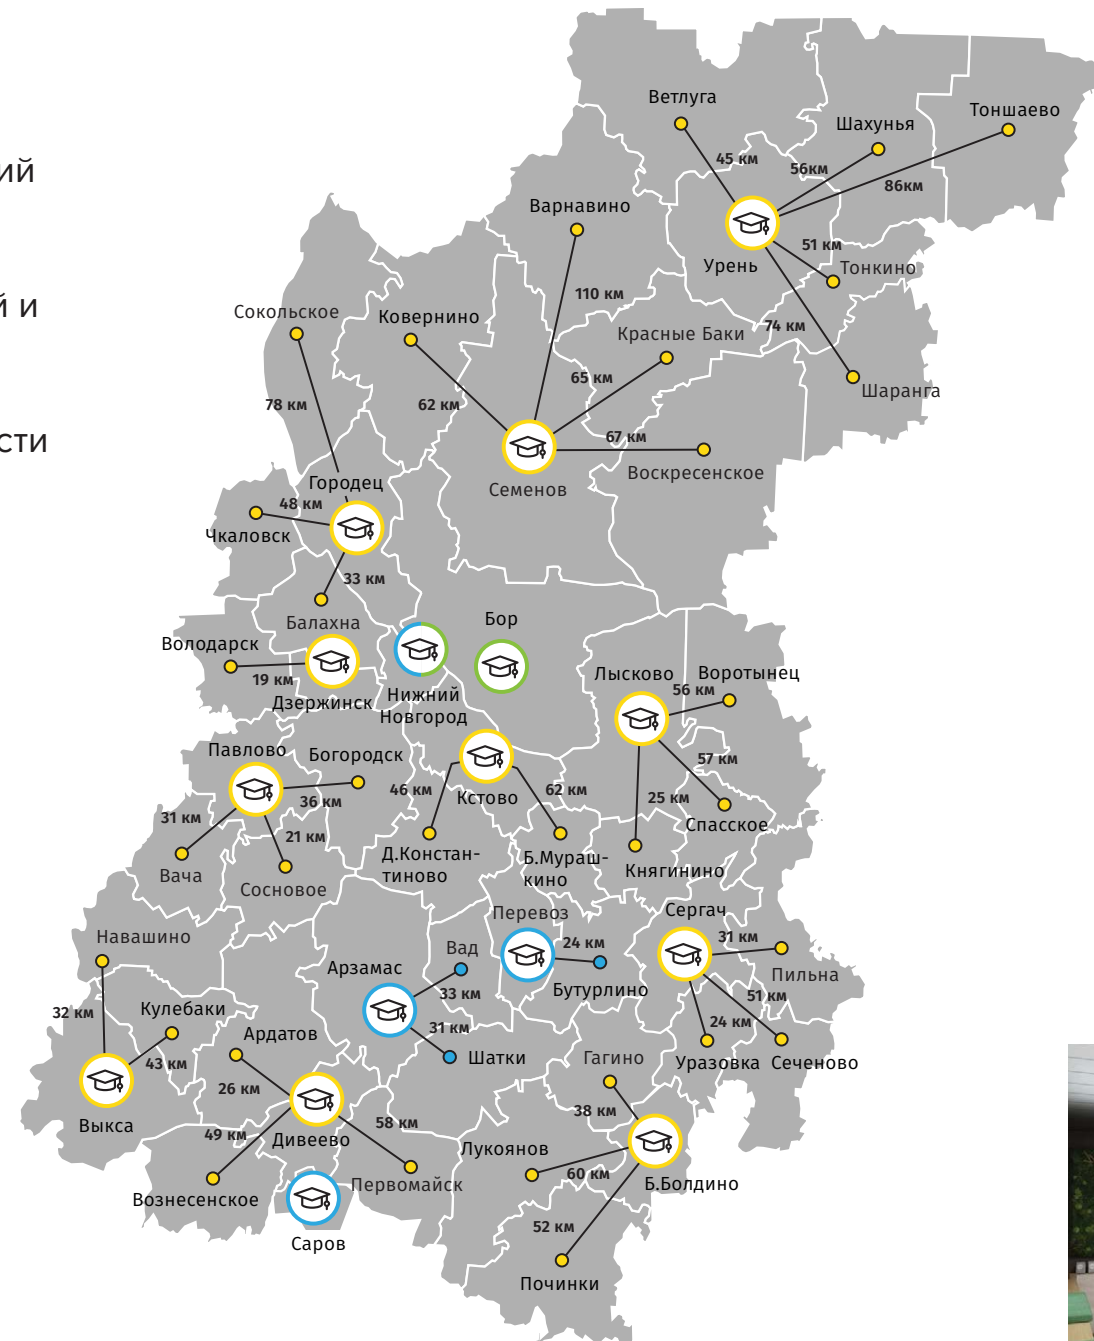 ий
й и
сти
Ветлуга
Шахунья
Тоншаево
45 км
56км
86км
Варнавино
51 км
Урень
Тонкино
110 км
74 км
Сокольское
Ковернино
Красные Баки
65 км
Шаранга
78 км
62 км
67 км
Воскресенское
Городец
Семенов
48 км
Чкаловск
33 км
Балахна
Бор
Володарск
19 км
Дзержинск
Нижний
Новгород
Лысково
Воротынец
56 км
57 км
Павлово
Богородск
46 км
Кстово
62 км
36 км
25 км
31 км
21 км
Спасское
Вача
Сосновое
Д.Констан-
тиново
Б.Мураш-
кино
Княгинино
Сергач
Перевоз
Навашино
Вад
24 км
31 км
Арзамас
Пильна
33 км
Бутурлино
51 км
32 км
Кулебаки
31 км
24 км
Ардатов
Шатки
Гагино
Уразовка
Сеченово
43 км
26 км
38 км
58 км
Выкса
49 км
Дивеево
Лукоянов
60 км
Вознесенское
Первомайск
Б.Болдино
52 км
Саров
Починки